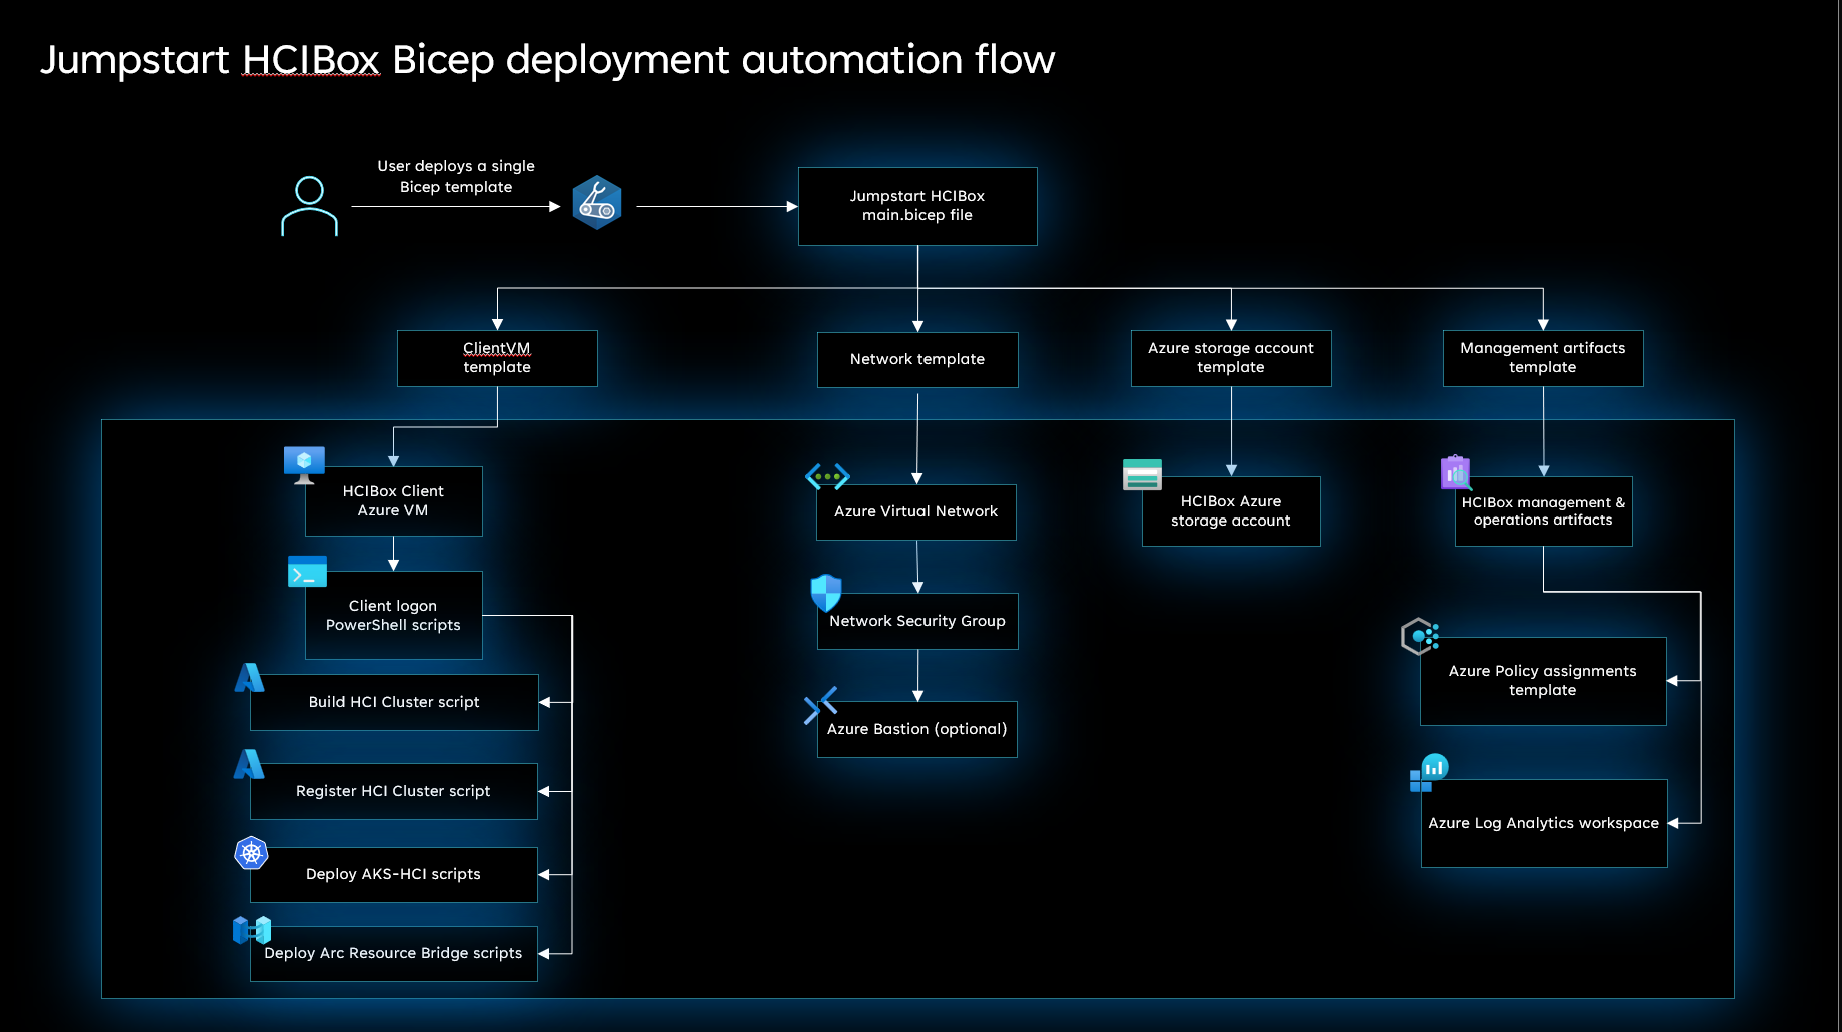 Jumpstart HCIBox Bicep deployment automation flow
User deploys a single
Bicep template
Jumpstart HCIBox
main.bicep file
ClientVM
template
Network template
Azure storage account
template
Management artifacts
template
HCIBox Client
Azure VM
Azure Virtual Network
HCIBox Azure
storage account
HCIBox management &
operations artifacts
Client logon
PowerShell scripts
Network Security Group
Azure Policy assignments
template
Build HCI Cluster script
Azure Bastion (optional)
Register HCI Cluster script
Azure Log Analytics workspace
Deploy AKS-HCI scripts
Deploy Arc Resource Bridge scripts